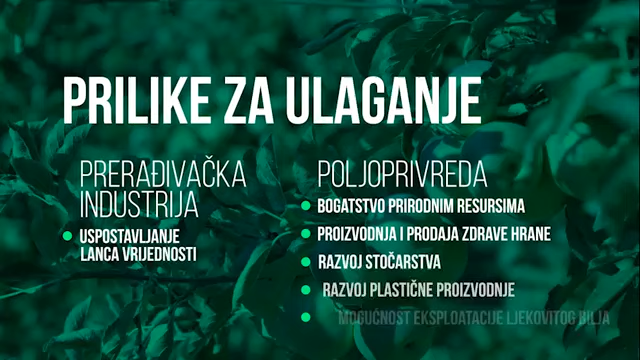 PRILIKE ZA ULAGANJE
PRERAĐIVAČKA
INDUSTRIJA
USPOSTAVLJANJE
LANCA VRIJEDNOSTI
POLJOPRIVREDA
BOGATSTVO PRIRODNIM RESURSIMA
PROIZVODNJA I PRODAJA ZDRAVE HRANE
RAZVOJ STOČARSTVA
RAZVOJ PLASTIČNE PROIZVODNJE
MOGUĆNOST EKSPLOATACIJE LJEKOVITOG BILJA